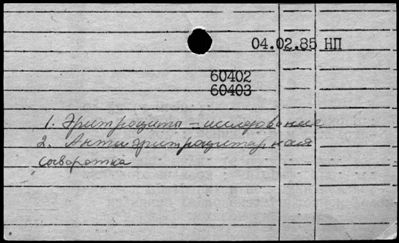 04.02.85 НП
60402
60403
1. Эритроциты – исследование
2. Антиэритроцитарная
сыворотка